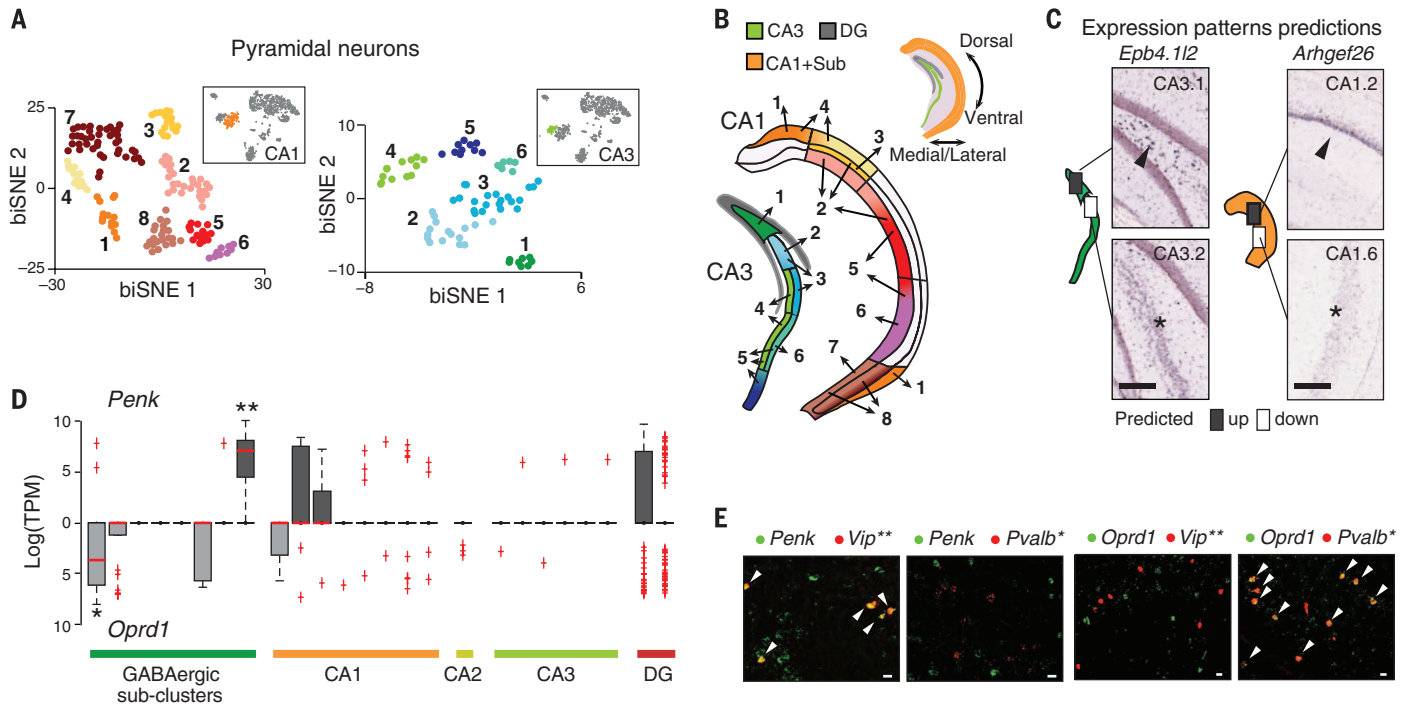 A
Pyramidal neurons
biSNE 2
25
0
−25
−30
30
biSNE 1
7
3
2
4
1
8
5
6
CA1
biSNE 2
10
0
−10
−8
6
biSNE 1
4
5
6
3
2
1
CA3
B
CA3
DG
CA1+Sub
Dorsal
Ventral
Medial/Lateral
CA1
1
4
3
2
5
6
7
1
8
CA3
1
2
3
4
5
6
C
Expression patterns predictions
Epb4.1l2
Arhgef26
CA3.1
CA1.2
CA3.2
*
CA1.6
*
Predicted up down
D
Penk
**
Log(TPM)
10
5
0
5
10
*
Oprd1
GABAergic
sub-clusters
CA1
CA2
CA3
DG
E
Penk Vip**
Penk Pvalb*
Oprd1 Vip**
Oprd1 Pvalb*